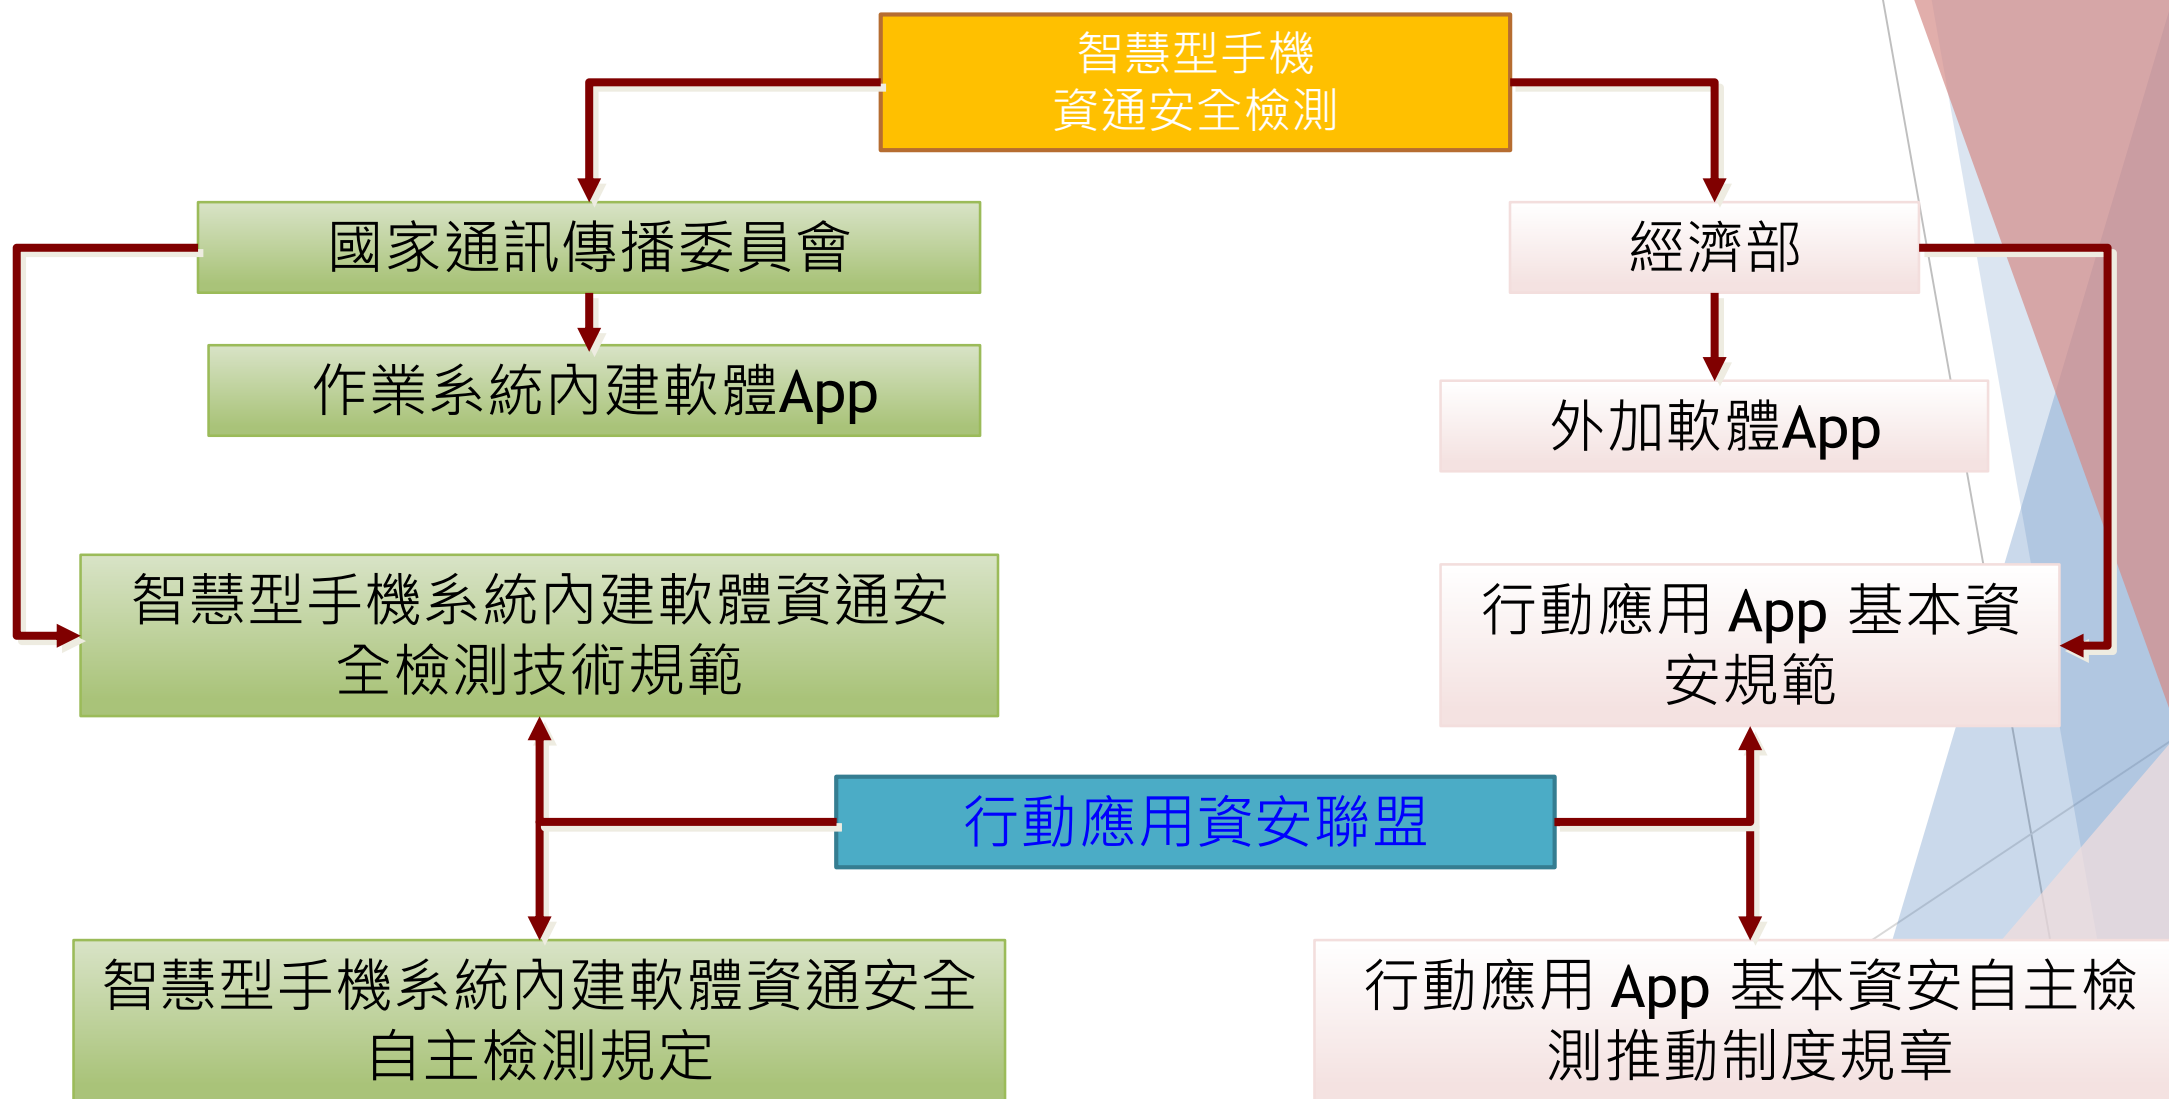 智慧型手機
資通安全檢測
國家通訊傳播委員會
經濟部
作業系統內建軟體App
外加軟體App
智慧型手機系統內建軟體資通安
全檢測技術規範
行動應用 App 基本資
安規範
行動應用資安聯盟
智慧型手機系統內建軟體資通安全
自主檢測規定
行動應用 App 基本資安自主檢
測推動制度規章